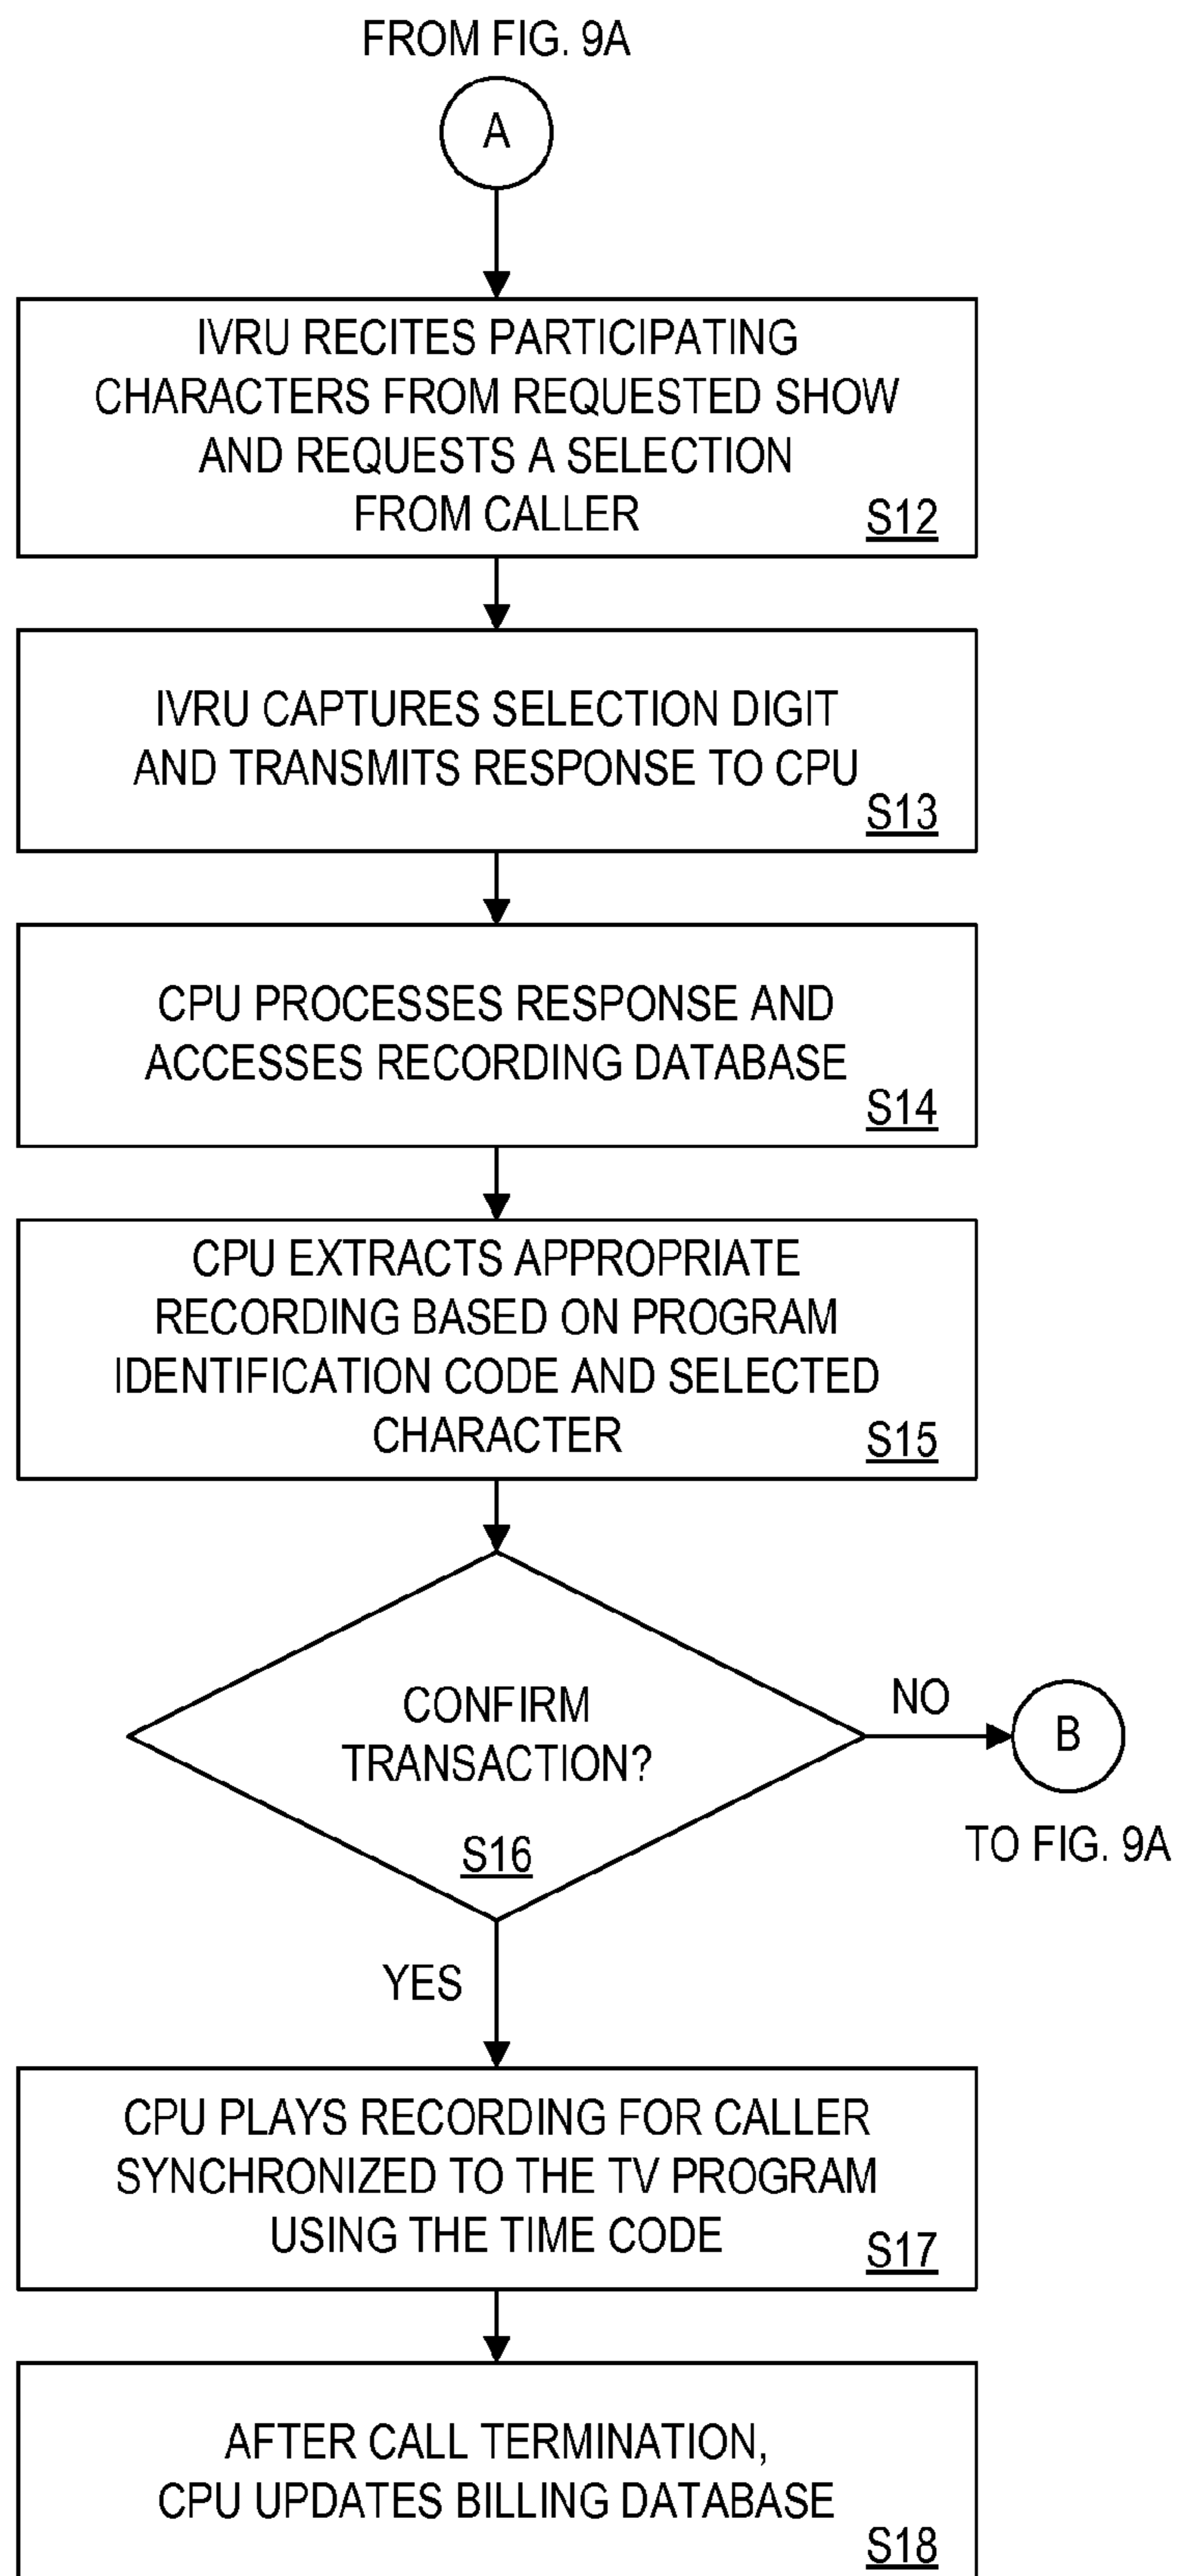 FROM FIG. 9A
A
IVRU RECITES PARTICIPATING
CHARACTERS FROM REQUESTED SHOW
AND REQUESTS A SELECTION
FROM CALLER
S12
IVRU CAPTURES SELECTION DIGIT
AND TRANSMITS RESPONSE TO CPU
S13
CPU PROCESSES RESPONSE AND
ACCESSES RECORDING DATABASE
S14
CPU EXTRACTS APPROPRIATE
RECORDING BASED ON PROGRAM
IDENTIFICATION CODE AND SELECTED
CHARACTER
S15
CONFIRM
TRANSACTION?
S16
NO
B
TO FIG. 9A
YES
CPU PLAYS RECORDING FOR CALLER
SYNCHRONIZED TO THE TV PROGRAM
USING THE TIME CODE
S17
AFTER CALL TERMINATION,
CPU UPDATES BILLING DATABASE
S18